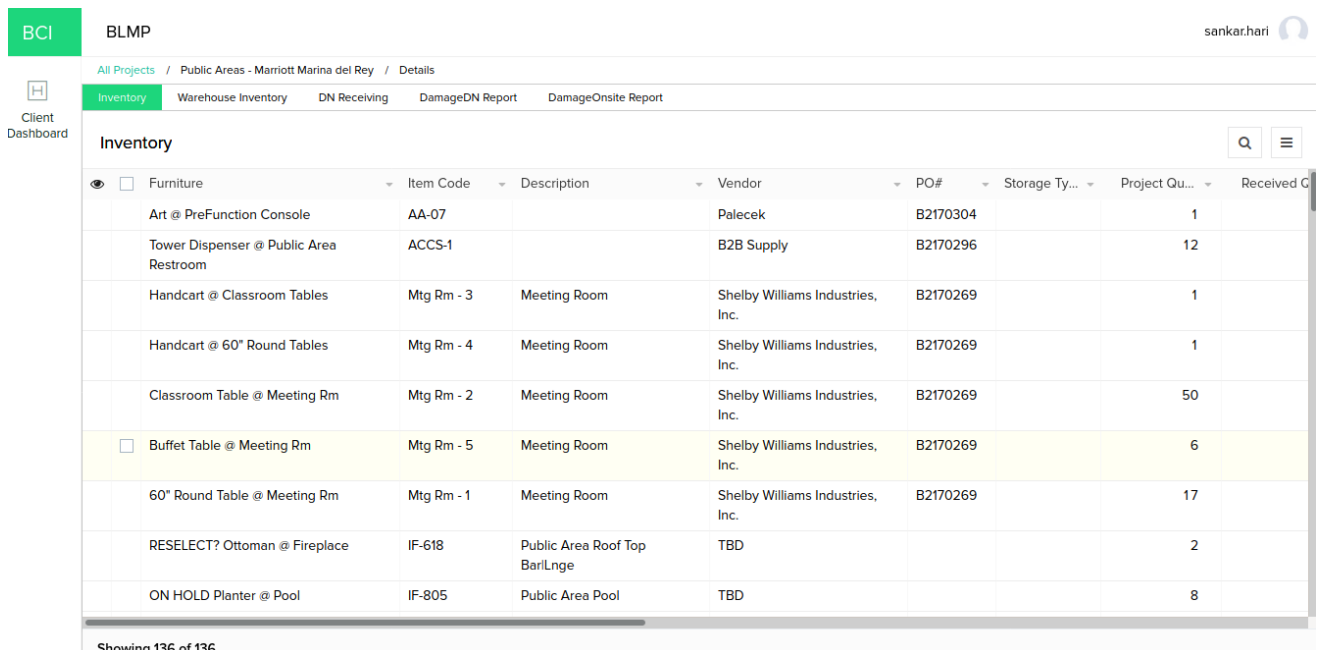 BCI
BLMP
sankar.hari
Client
Dashboard
All Projects / Public Areas - Marriott Marina del Rey / Details
Inventory Warehouse Inventory DN Receiving DamageDN Report DamageOnsite Report
Inventory
Furniture Item Code Description Vendor PO# Storage Ty... Project Qu... Received Q
Art @ PreFunction Console AA-07 Palecek B2170304 1
Tower Dispenser @ Public Area ACCS-1 B2B Supply B2170296 12
Restroom
Handcart @ Classroom Tables Mtg Rm - 3 Meeting Room Shelby Williams Industries, B2170269 1
Inc.
Handcart @ 60" Round Tables Mtg Rm - 4 Meeting Room Shelby Williams Industries, B2170269 1
Inc.
Classroom Table @ Meeting Rm Mtg Rm - 2 Meeting Room Shelby Williams Industries, B2170269 50
Inc.
Buffet Table @ Meeting Rm Mtg Rm - 5 Meeting Room Shelby Williams Industries, B2170269 6
Inc.
60" Round Table @ Meeting Rm Mtg Rm - 1 Meeting Room Shelby Williams Industries, B2170269 17
Inc.
RESELECT? Ottoman @ Fireplace IF-618 Public Area Roof Top TBD 2
Bar|Lnge
ON HOLD Planter @ Pool IF-805 Public Area Pool TBD 8
Showing 136 of 136